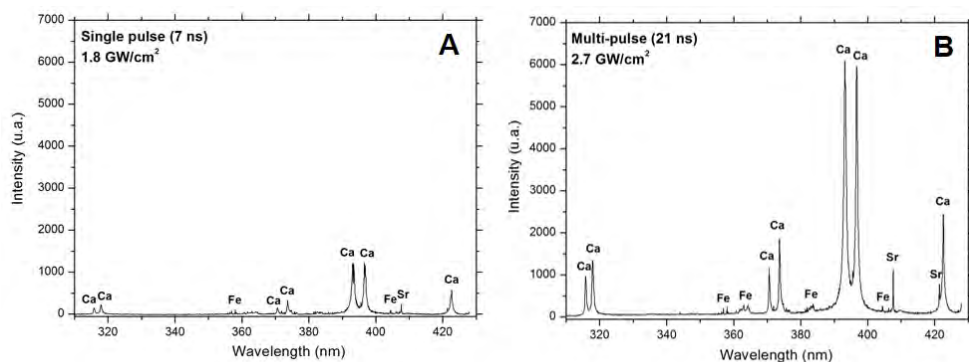 Single pulse (7 ns)
1.8 GW/cm²
A
7000
6000
5000
4000
3000
2000
1000
0
Intensity (u.a.)
Ca
Ca
Fe
Ca
Ca
Ca
Ca
Fe
Sr
Ca
320
340
360
380
400
420
Wavelength (nm)
Multi-pulse (21 ns)
2.7 GW/cm²
B
7000
6000
5000
4000
3000
2000
1000
0
Intensity (u.a.)
Ca
Ca
Fe
Fe
Ca
Ca
Fe
Ca
Ca
Fe
Sr
Sr
Ca
320
340
360
380
400
420
Wavelength (nm)